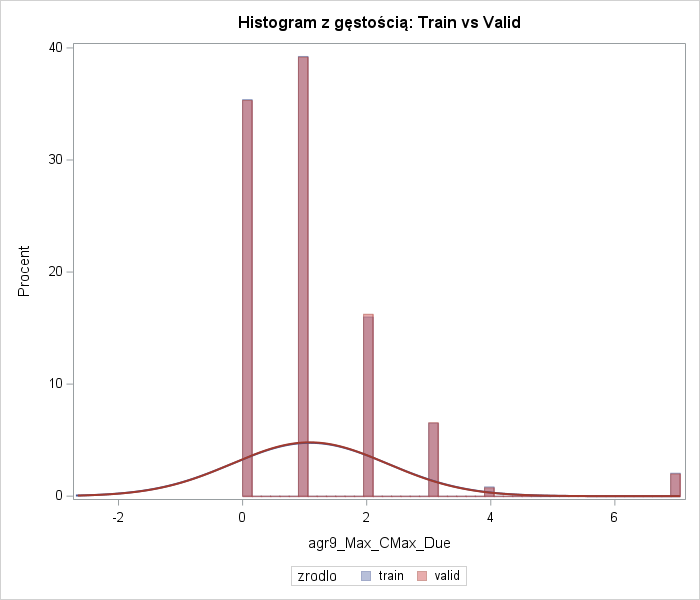 Histogram z gęstością: Train vs Valid
40
30
20
10
0
Procent
-2 0 2 4 6
agr9_Max_CMax_Due
zrodlo train valid